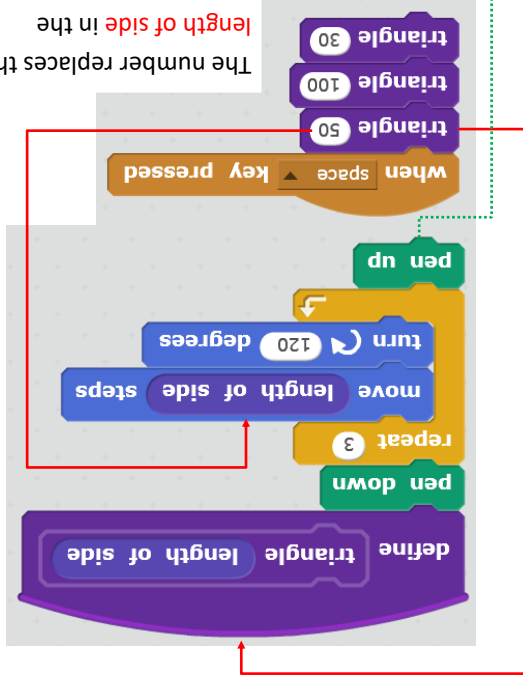 define triangle length of side
pen down
repeat 3
move length of side steps
turn 120 degrees
pen up
when space key pressed
triangle 50
triangle 100
triangle 30
The number replaces th
length of side in the